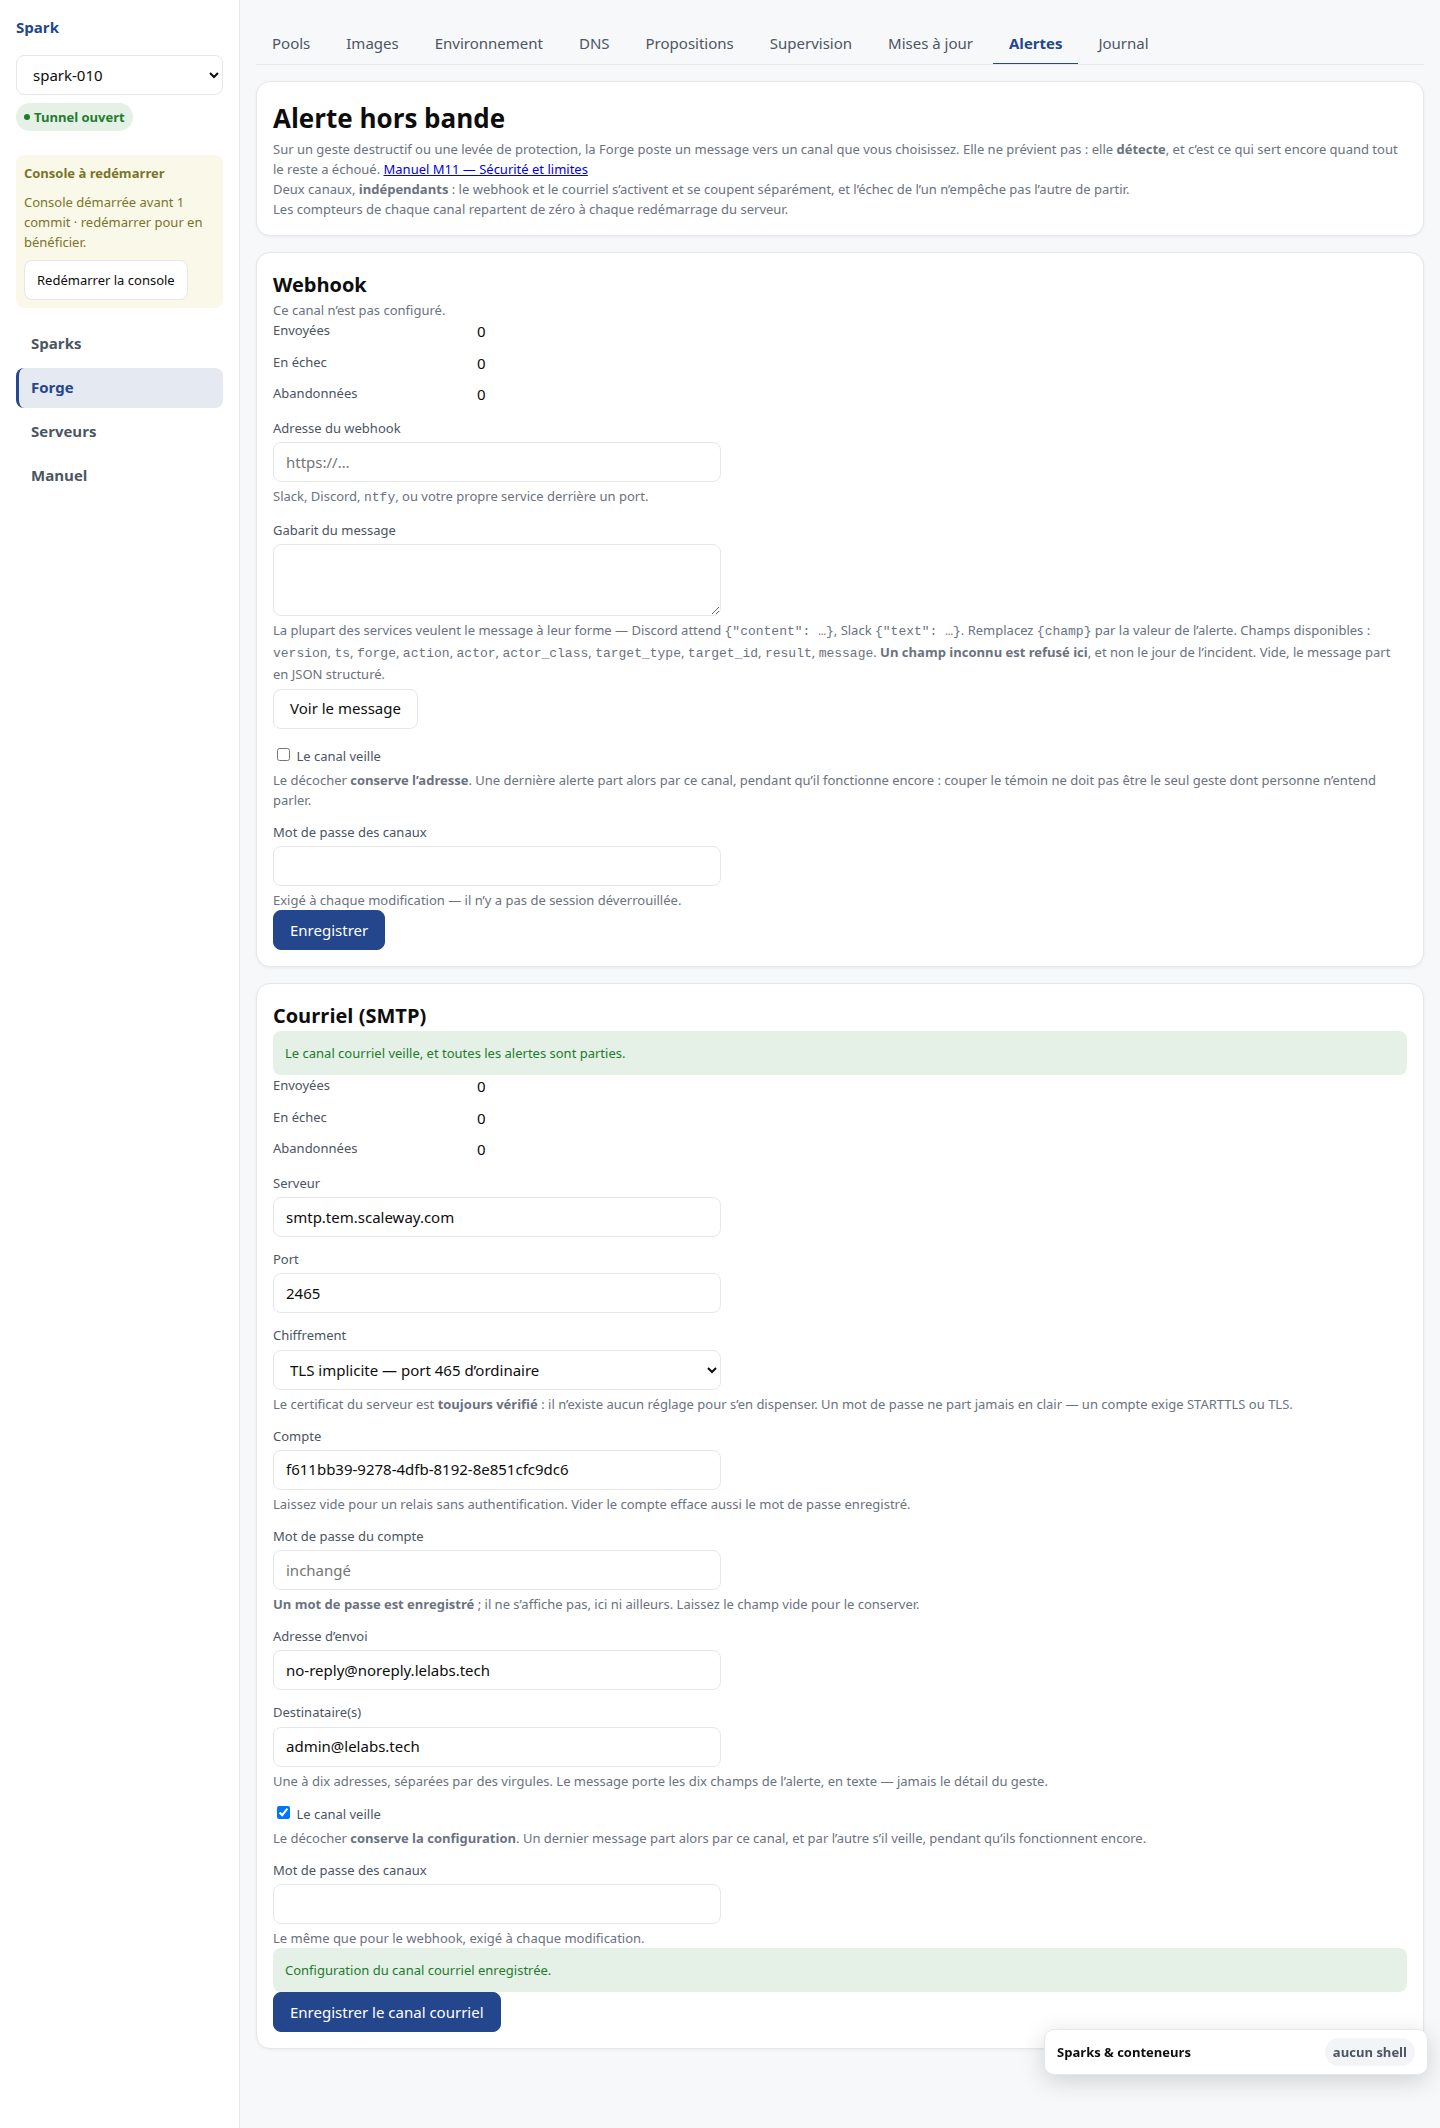 Spark
spark-010
Tunnel ouvert
Console à redémarrer
Console démarrée avant 1
commit · redémarrer pour en
bénéficier.
Redémarrer la console
Sparks
Forge
Serveurs
Manuel
Pools Images Environnement DNS Propositions Supervision Mises à jour Alertes Journal
Alerte hors bande
Sur un geste destructif ou une levée de protection, la Forge poste un message vers un canal que vous choisissez. Elle ne prévient pas : elle détecte, et c’est ce qui sert encore quand tout
le reste a échoué. Manuel M11 — Sécurité et limites
Deux canaux, indépendants : le webhook et le courriel s’activent et se coupent séparément, et l’échec de l’un n’empêche pas l’autre de partir.
Les compteurs de chaque canal repartent de zéro à chaque redémarrage du serveur.
Webhook
Ce canal n’est pas configuré.
Envoyées 0
En échec 0
Abandonnées 0
Adresse du webhook
https://…
Slack, Discord, ntfy, ou votre propre service derrière un port.
Gabarit du message
La plupart des services veulent le message à leur forme — Discord attend {"content": …}, Slack {"text": …}. Remplacez {champ} par la valeur de l’alerte. Champs disponibles :
version, ts, forge, action, actor, actor_class, target_type, target_id, result, message. Un champ inconnu est refusé ici, et non le jour de l’incident. Vide, le message part
en JSON structuré.
Voir le message
Le canal veille
Le décocher conserve l’adresse. Une dernière alerte part alors par ce canal, pendant qu’il fonctionne encore : couper le témoin ne doit pas être le seul geste dont personne n’entend
parler.
Mot de passe des canaux
Exigé à chaque modification — il n’y a pas de session déverrouillée.
Enregistrer
Courriel (SMTP)
Le canal courriel veille, et toutes les alertes sont parties.
Envoyées 0
En échec 0
Abandonnées 0
Serveur
smtp.tem.scaleway.com
Port
2465
Chiffrement
TLS implicite — port 465 d’ordinaire
Le certificat du serveur est toujours vérifié : il n’existe aucun réglage pour s’en dispenser. Un mot de passe ne part jamais en clair — un compte exige STARTTLS ou TLS.
Compte
f611bb39-9278-4dfb-8192-8e851cfc9dc6
Laissez vide pour un relais sans authentification. Vider le compte efface aussi le mot de passe enregistré.
Mot de passe du compte
inchangé
Un mot de passe est enregistré ; il ne s’affiche pas, ici ni ailleurs. Laissez le champ vide pour le conserver.
Adresse d’envoi
no-reply@noreply.lelabs.tech
Destinataire(s)
admin@lelabs.tech
Une à dix adresses, séparées par des virgules. Le message porte les dix champs de l’alerte, en texte — jamais le détail du geste.
Le canal veille
Le décocher conserve la configuration. Un dernier message part alors par ce canal, et par l’autre s’il veille, pendant qu’ils fonctionnent encore.
Mot de passe des canaux
Le même que pour le webhook, exigé à chaque modification.
Configuration du canal courriel enregistrée.
Enregistrer le canal courriel
Sparks & conteneurs aucun shell